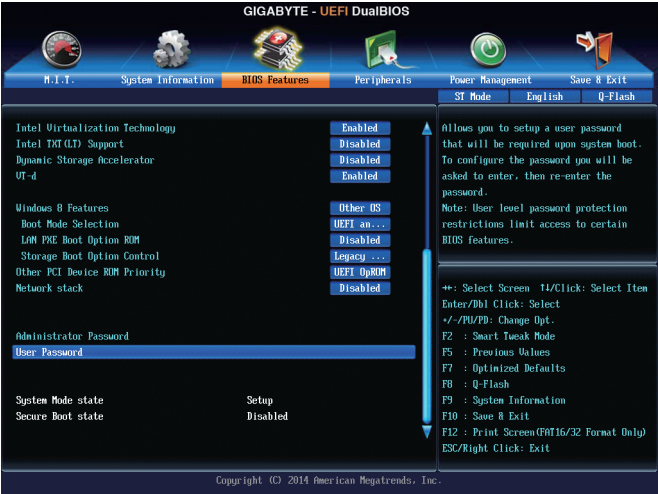 GIGABYTE - UEFI DualBIOS
M.I.T. System Information BIOS Features Peripherals Power Management Save & Exit
ST Mode English Q-Flash
Intel Virtualization Technology Enabled
Intel TXT(LT) Support Disabled
Dynamic Storage Accelerator Disabled
VT-d Enabled
Windows 8 Features Other OS
Boot Mode Selection UEFI an...
LAN PXE Boot Option ROM Disabled
Storage Boot Option Control Legacy ...
Other PCI Device ROM Priority UEFI OpROM
Network stack Disabled
Administrator Password
User Password
System Mode state Setup
Secure Boot state Disabled
Allows you to setup a user password
that will be required upon system boot.
To configure the password you will be
asked to enter, then re-enter the
password.
Note: User level password protection
restrictions limit access to certain
BIOS features.
→←: Select Screen ↑↓/Click: Select Item
Enter/Dbl Click: Select
+/-/PU/PD: Change Opt.
F2 : Smart Tweak Mode
F5 : Previous Values
F7 : Optimized Defaults
F8 : Q-Flash
F9 : System Information
F10 : Save & Exit
F12 : Print Screen(FAT16/32 Format Only)
ESC/Right Click: Exit
Copyright (C) 2014 American Megatrends, Inc.